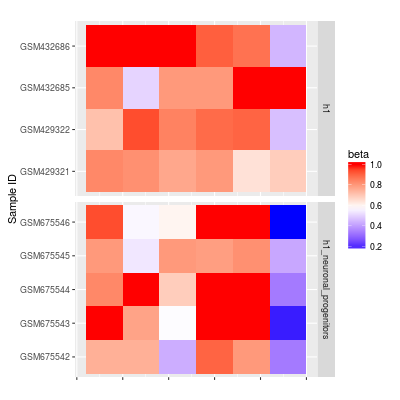 Sample ID
GSM432686
GSM432685
GSM429322
GSM429321
h1
GSM675546
GSM675545
GSM675544
GSM675543
GSM675542
h1_neuronal_progenitors
beta
1.0
0.8
0.6
0.4
0.2